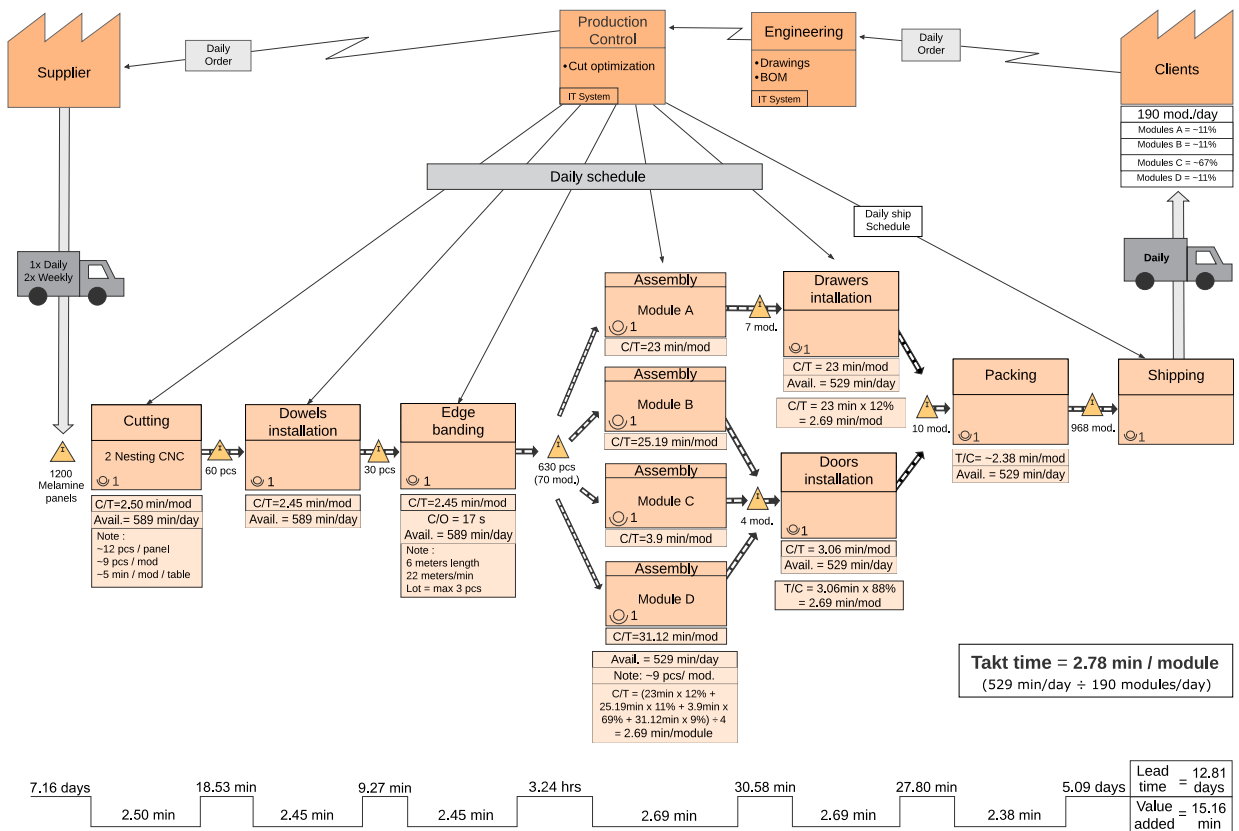 Supplier
Daily
Order
Production
Control
•Cut optimization
IT System
Engineering
•Drawings
•BOM
IT System
Daily
Order
Clients
190 mod./day
Modules A = ~11%
Modules B = ~11%
Modules C = ~67%
Modules D = ~11%
Daily schedule
Daily ship
Schedule
1x Daily
2x Weekly
Daily
I
1200
Melamine
panels
Cutting
2 Nesting CNC
1
C/T=2.50 min/mod
Avail.= 589 min/day
Note :
~12 pcs / panel
~9 pcs / mod
~5 min / mod / table
I
60 pcs
Dowels
installation
1
C/T=2.45 min/mod
Avail.= 589 min/day
I
30 pcs
Edge
banding
1
C/T=2.45 min/mod
C/O = 17 s
Avail. = 589 min/day
Note :
6 meters length
22 meters/min
Lot = max 3 pcs
I
630 pcs
(70 mod.)
Assembly
Module A
1
C/T=23 min/mod
Assembly
Module B
1
C/T=25.19 min/mod
Assembly
Module C
1
C/T=3.9 min/mod
Assembly
Module D
1
C/T=31.12 min/mod
Avail. = 529 min/day
Note: ~9 pcs/ mod.
C/T = (23min x 12% +
25.19min x 11% + 3.9min x
69% + 31.12min x 9%) ÷ 4
= 2.69 min/module
I
7 mod.
I
4 mod.
Drawers
intallation
1
C/T = 23 min/mod
Avail. = 529 min/day
C/T = 23 min x 12%
= 2.69 min/mod
Doors
installation
1
C/T = 3.06 min/mod
Avail. = 529 min/day
T/C = 3.06min x 88%
= 2.69 min/mod
I
10 mod.
Packing
1
T/C= ~2.38 min/mod
Avail. = 529 min/day
I
968 mod.
Shipping
1
Takt time = 2.78 min / module
(529 min/day ÷ 190 modules/day)
7.16 days
2.50 min
18.53 min
2.45 min
9.27 min
2.45 min
3.24 hrs
2.69 min
30.58 min
2.69 min
27.80 min
2.38 min
5.09 days
Lead
time = 12.81
days
Value
added = 15.16
min